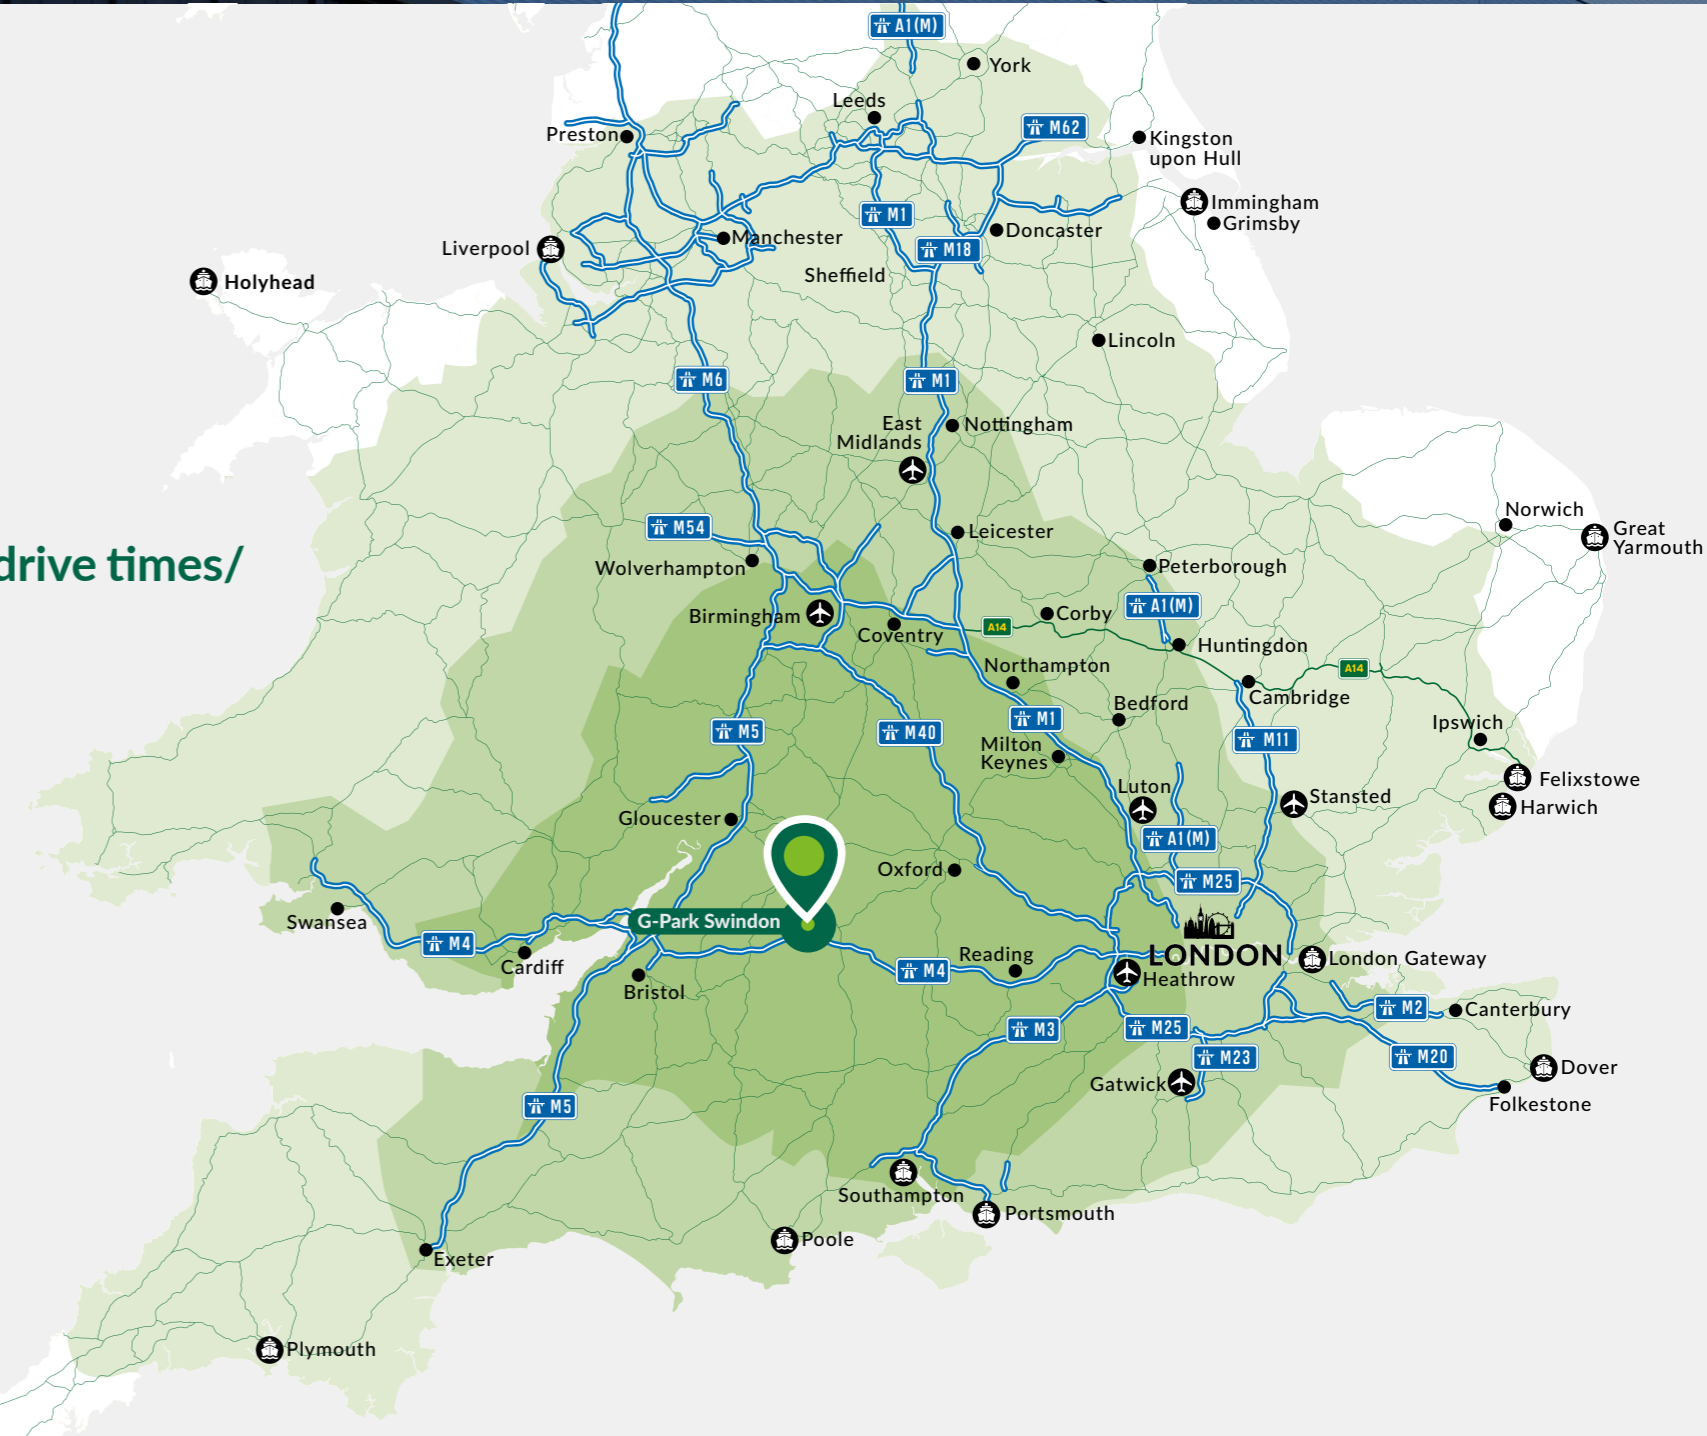 A1(M)
York
Leeds
M62
Preston
Kingston
upon Hull
Immingham
M1
Grimsby
Doncaster
Manchester
Liverpool
M18
Sheffield
Holyhead
Lincoln
M6
M1
East
Midlands
Nottingham
Norwich
Great
Yarmouth
M54
Leicester
drive times/
Wolverhampton
Peterborough
A1(M)
Birmingham
Corby
Coventry
A14
Huntingdon
Northampton
A14
Cambridge
Bedford
M5
M40
M1
Ipswich
M11
Milton
Keynes
Felixstowe
Luton
Stansted
Harwich
Gloucester
A1(M)
Oxford
M25
Swansea
G-Park Swindon
M4
Cardiff
Reading
LONDON
London Gateway
M4
Heathrow
Bristol
M2
Canterbury
M3
M25
M23
M20
Dover
Gatwick
Folkestone
M5
Southampton
Portsmouth
Poole
Exeter
Plymouth